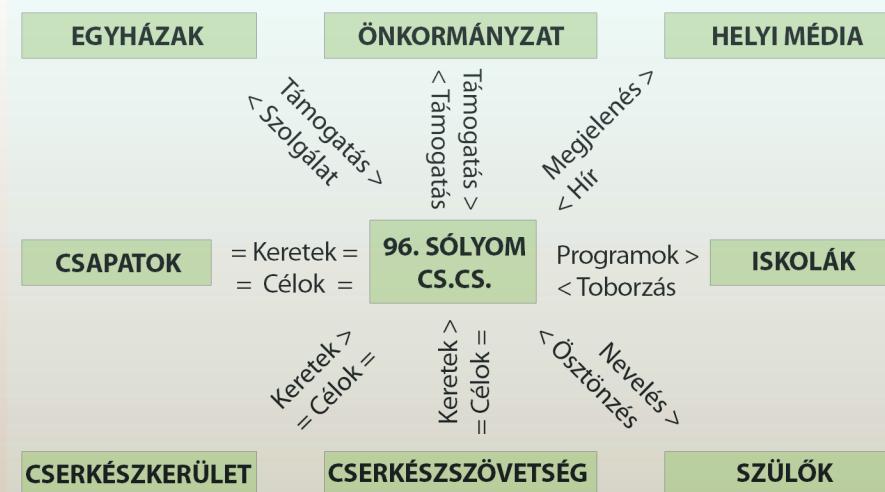 EGYHÁZAK
ÖNKORMÁNYZAT
HELYI MÉDIA
Támogatás >
< Szolgálat
< Támogatás
Támogatás >
Megjelenés >
< Hír
CSAPATOK
= Keretek =
= Célok =
96. SÓLYOM
CS.CS.
Programok >
< Toborzás
ISKOLÁK
Keretek >
= Célok =
Keretek >
= Célok =
Nevelés >
< Ösztönzés
CSERKÉSZKERÜLET
CSERKÉSZSZÖVETSÉG
SZÜLŐK